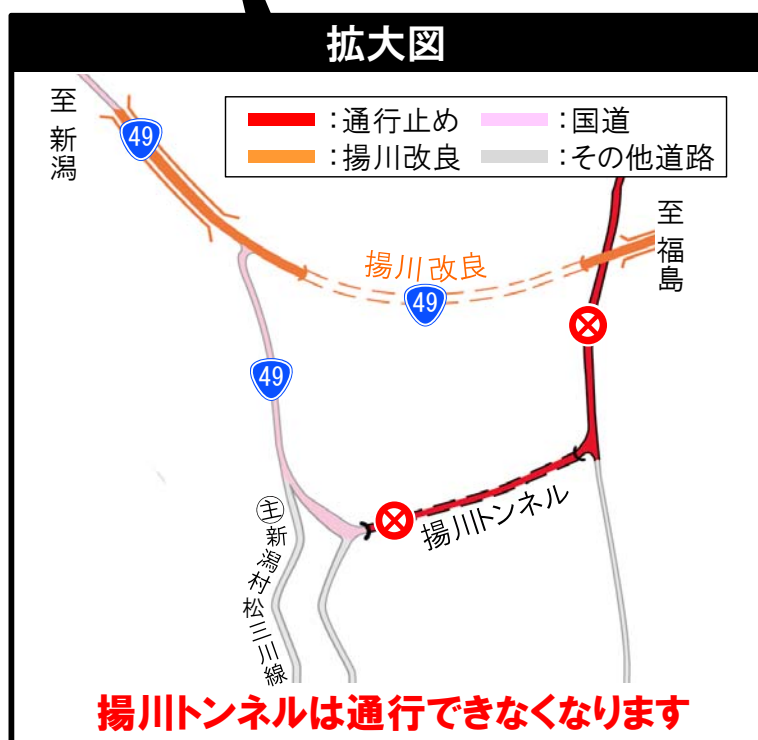 拡大図
至 新潟
49
：通行止め
：国道
：揚川改良
：その他道路
至 福島
揚川改良
49
49
揚川トンネル
㊤新潟村松三川線
揚川トンネルは通行できなくなります